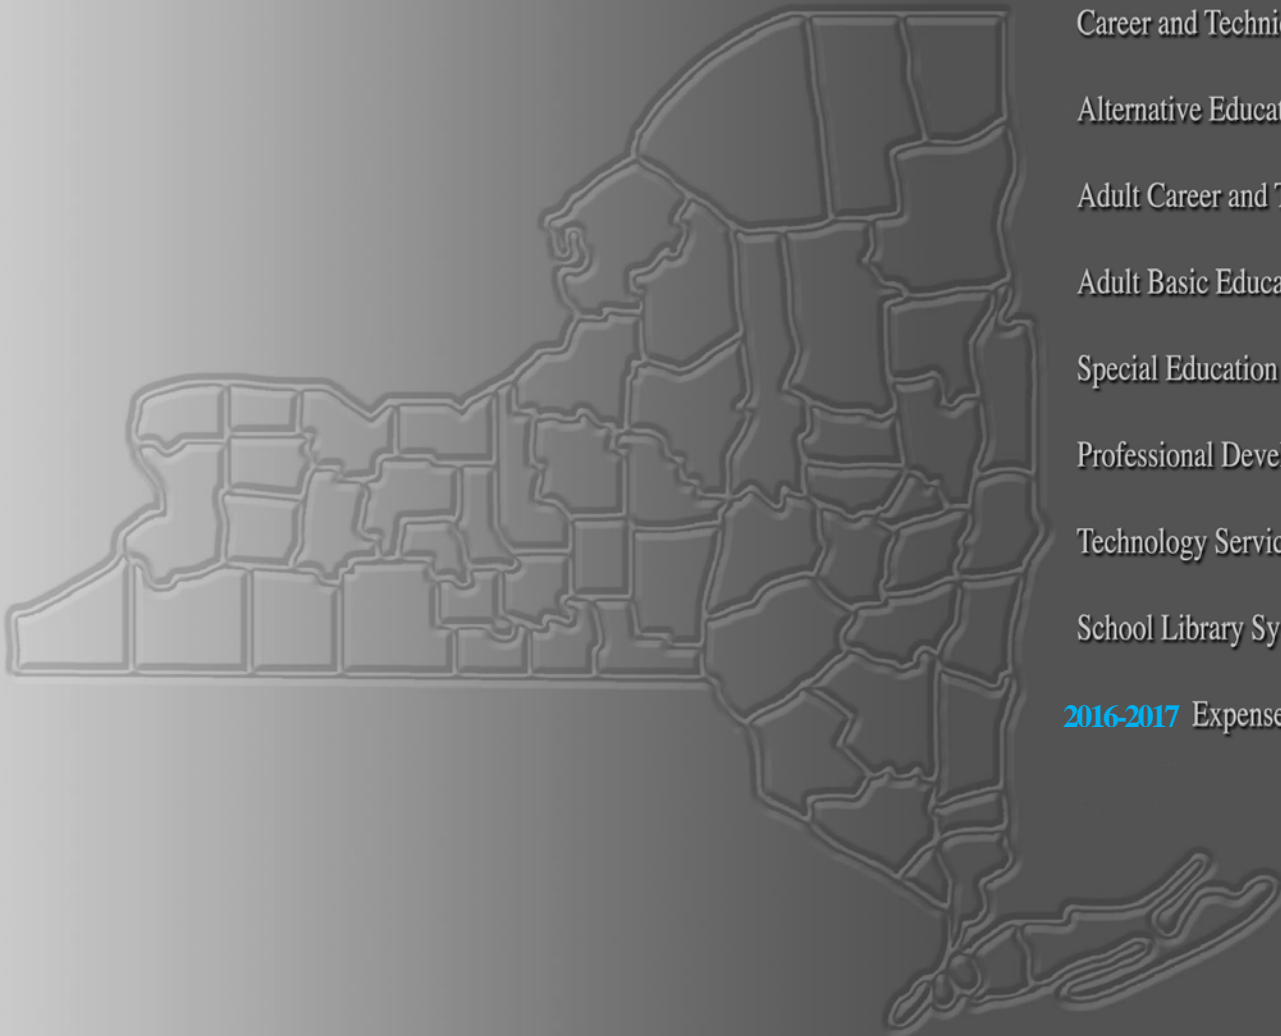 Career and Techni
Alternative Educat
Adult Career and T
Adult Basic Educa
Special Education
Professional Deve
Technology Servic
School Library Sy
2016-2017 Expense